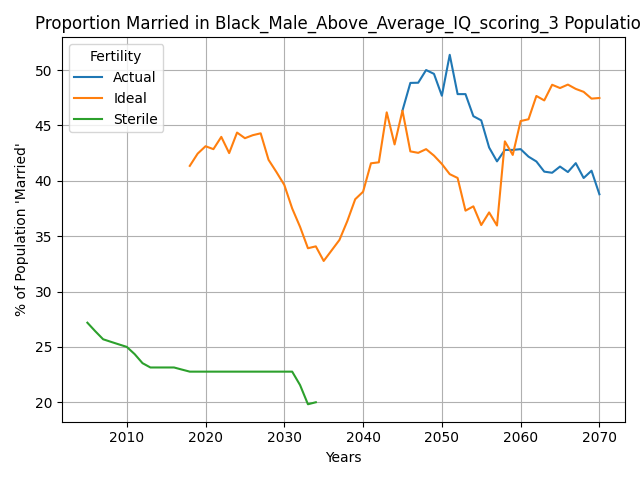 Proportion Married in Black_Male_Above_Average_IQ_scoring_3 Populatio
Fertility
Actual
Ideal
Sterile
% of Population 'Married'
50
45
40
35
30
25
20
2010 2020 2030 2040 2050 2060 2070
Years